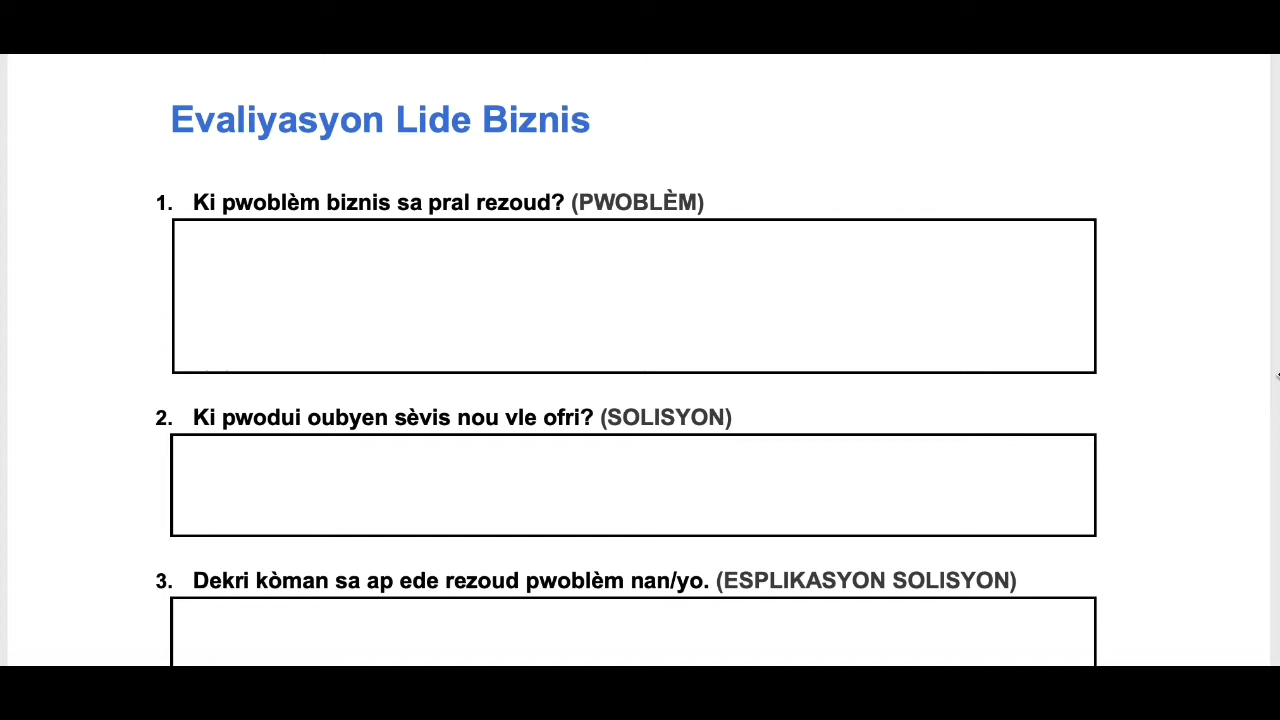 Evaliyasyon Lide Biznis
1. Ki pwoblèm biznis sa pral rezoud? (PWOBLÈM)
2. Ki pwodui oubyen sèvis nou vle ofri? (SOLISYON)
3. Dekri kòman sa ap ede rezoud pwoblèm nan/yo. (ESPLIKASYON SOLISYON)